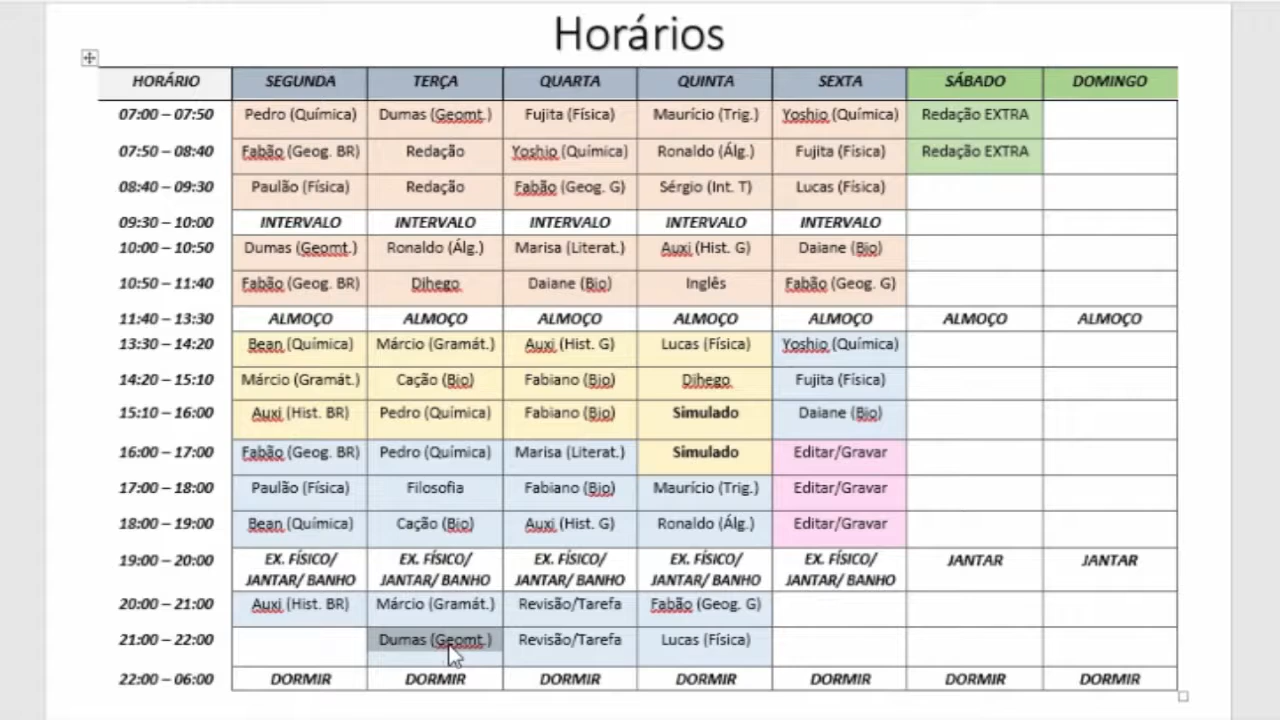 Horários
HORÁRIO SEGUNDA TERÇA QUARTA QUINTA SEXTA SÁBADO DOMINGO
07:00 – 07:50 Pedro (Química) Dumas (Geomt.) Fujita (Física) Maurício (Trig.) Yoshio (Química) Redação EXTRA
07:50 – 08:40 Fabão (Geog. BR) Redação Yoshio (Química) Ronaldo (Álg.) Fujita (Física) Redação EXTRA
08:40 – 09:30 Paulão (Física) Redação Fabão (Geog. G) Sérgio (Int. T) Lucas (Física)
09:30 – 10:00 INTERVALO INTERVALO INTERVALO INTERVALO INTERVALO
10:00 – 10:50 Dumas (Geomt.) Ronaldo (Álg.) Marisa (Literat.) Auxi (Hist. G) Daiane (Bio)
10:50 – 11:40 Fabão (Geog. BR) Dihego Daiane (Bio) Inglês Fabão (Geog. G)
11:40 – 13:30 ALMOÇO ALMOÇO ALMOÇO ALMOÇO ALMOÇO ALMOÇO ALMOÇO
13:30 – 14:20 Bean (Química) Márcio (Gramát.) Auxi (Hist. G) Lucas (Física) Yoshio (Química)
14:20 – 15:10 Márcio (Gramát.) Cação (Bio) Fabiano (Bio) Dihego Fujita (Física)
15:10 – 16:00 Auxi (Hist. BR) Pedro (Química) Fabiano (Bio) Simulado Daiane (Bio)
16:00 – 17:00 Fabão (Geog. BR) Pedro (Química) Marisa (Literat.) Simulado Editar/Gravar
17:00 – 18:00 Paulão (Física) Filosofia Fabiano (Bio) Maurício (Trig.) Editar/Gravar
18:00 – 19:00 Bean (Química) Cação (Bio) Auxi (Hist. G) Ronaldo (Álg.) Editar/Gravar
19:00 – 20:00 EX. FÍSICO/ EX. FÍSICO/ EX. FÍSICO/ EX. FÍSICO/ EX. FÍSICO/ JANTAR JANTAR
JANTAR/ BANHO JANTAR/ BANHO JANTAR/ BANHO JANTAR/ BANHO JANTAR/ BANHO
20:00 – 21:00 Auxi (Hist. BR) Márcio (Gramát.) Revisão/Tarefa Fabão (Geog. G)
21:00 – 22:00 Dumas (Geomt.) Revisão/Tarefa Lucas (Física)
22:00 – 06:00 DORMIR DORMIR DORMIR DORMIR DORMIR DORMIR DORMIR